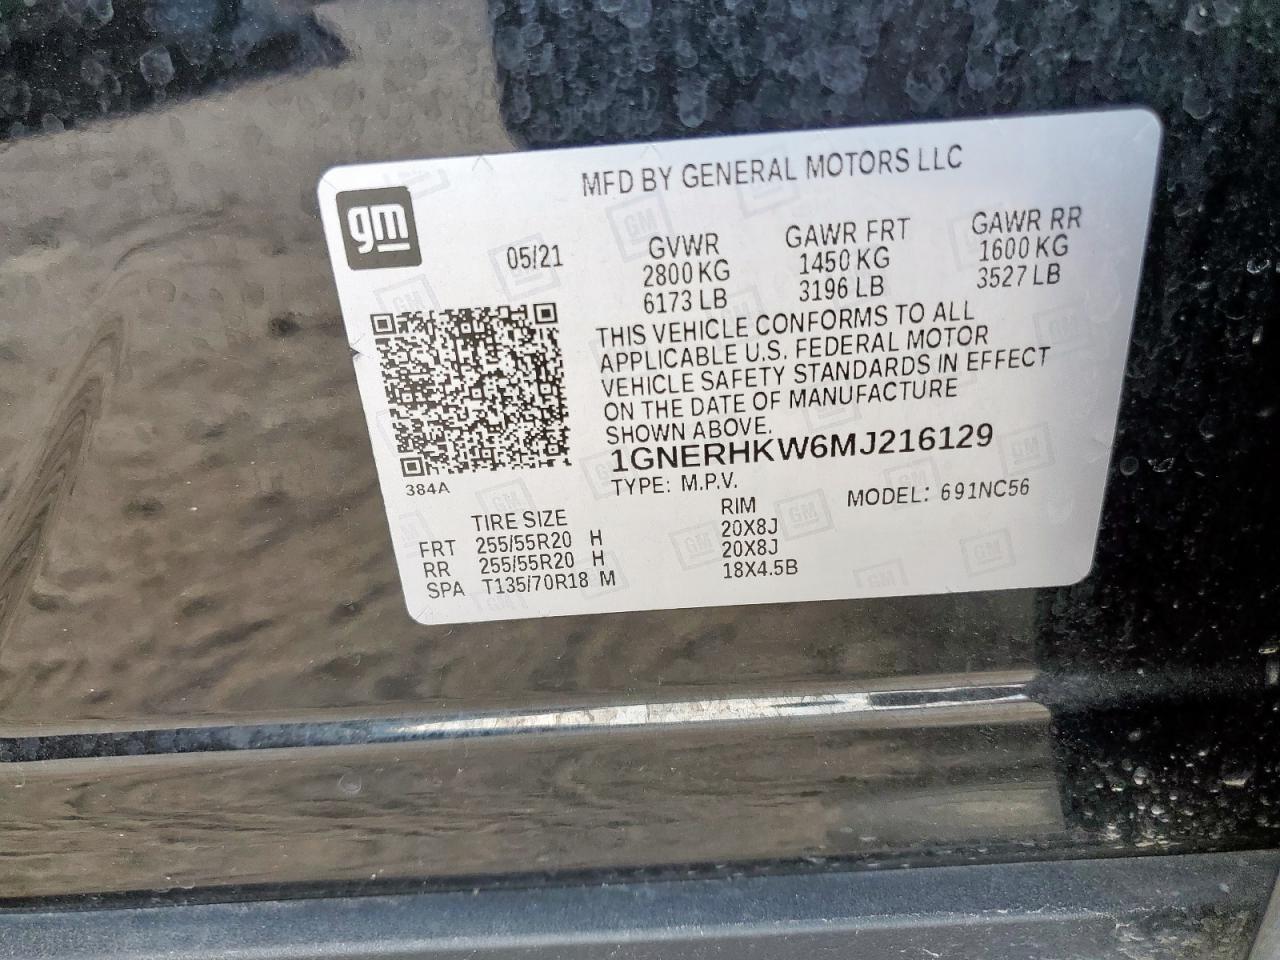 MFD BY GENERAL MOTORS LLC
gm
05/21
GVWR GAWR FRT GAWR RR
2800 KG 1450 KG 1600 KG
6173 LB 3196 LB 3527 LB
THIS VEHICLE CONFORMS TO ALL
APPLICABLE U.S. FEDERAL MOTOR
VEHICLE SAFETY STANDARDS IN EFFECT
ON THE DATE OF MANUFACTURE
SHOWN ABOVE.
1GNERHKW6MJ216129
TYPE: M.P.V.
MODEL: 691NC56
384A
TIRE SIZE RIM
FRT 255/55R20 H 20X8J
RR 255/55R20 H 20X8J
SPA T135/70R18 M 18X4.5B